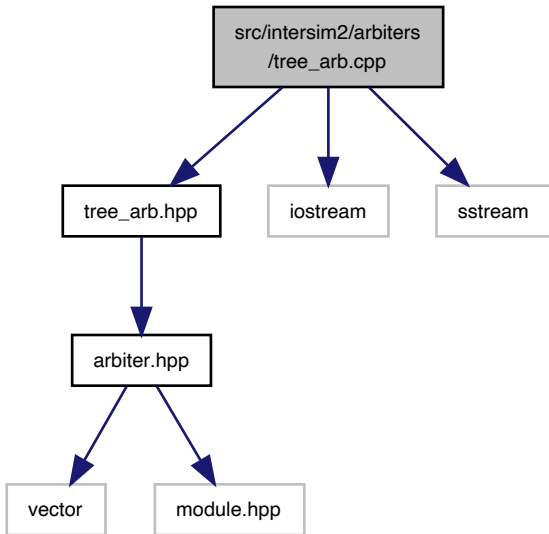 src/intersim2/arbiters
/tree_arb.cpp
tree_arb.hpp
iostream
sstream
arbiter.hpp
vector
module.hpp